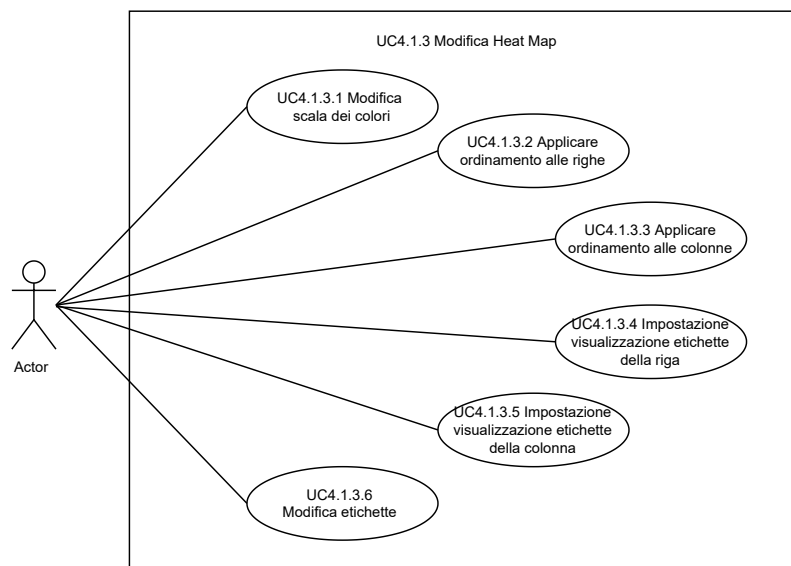 UC4.1.3 Modifica Heat Map
UC4.1.3.1 Modifica
scala dei colori
UC4.1.3.2 Applicare
ordinamento alle righe
UC4.1.3.3 Applicare
ordinamento alle colonne
UC4.1.3.4 Impostazione
visualizzazione etichette
della riga
UC4.1.3.5 Impostazione
visualizzazione etichette
della colonna
UC4.1.3.6
Modifica etichette
Actor